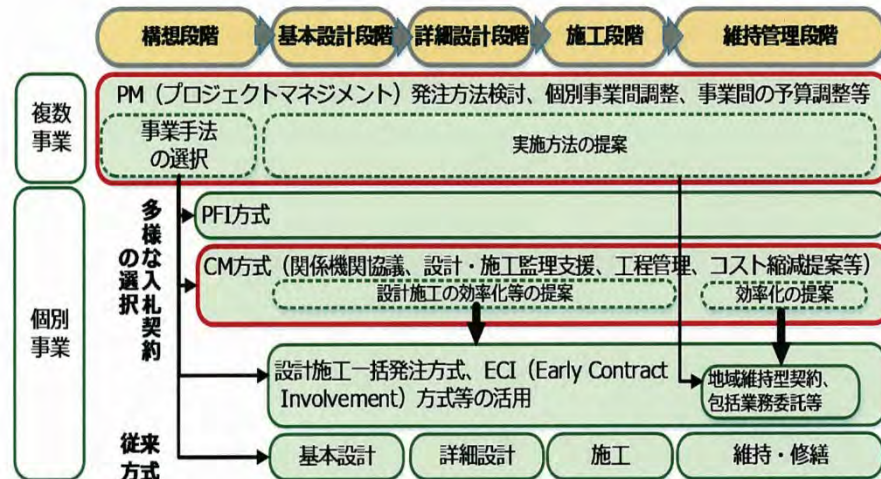 構想段階
基本設計段階
詳細設計段階
施工段階
維持管理段階
複数
事業
PM（プロジェクトマネジメント）発注方法検討、個別事業間調整、事業間の予算調整等
事業手法
の選択
実施方法の提案
個別
事業
多様な入札契約
の選択
PFI方式
CM方式（関係機関協議、設計・施工監理支援、工程管理、コスト縮減提案等）
設計施工の効率化等の提案
効率化の提案
設計施工一括発注方式、ECI（Early Contract
Involvement）方式等の活用
地域維持型契約、
包括業務委託等
従来
方式
基本設計
詳細設計
施工
維持・修繕